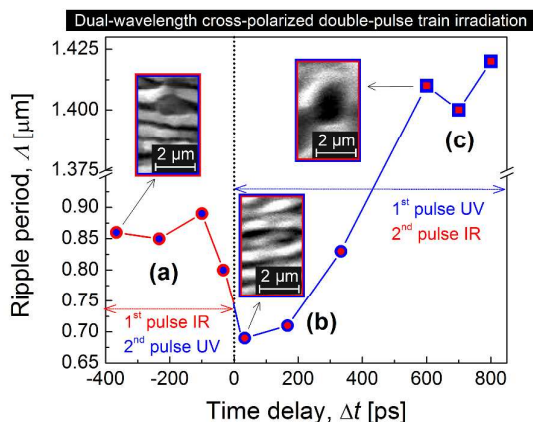 Dual-wavelength cross-polarized double-pulse train irradiation
Ripple period, Λ [μm]
1.425
1.400
1.375
0.90
0.85
0.80
0.75
0.70
0.65
2 μm
2 μm
2 μm
(a)
(b)
(c)
1st pulse IR
2nd pulse UV
1st pulse UV
2nd pulse IR
-400 -200 0 200 400 600 800
Time delay, Δt [ps]